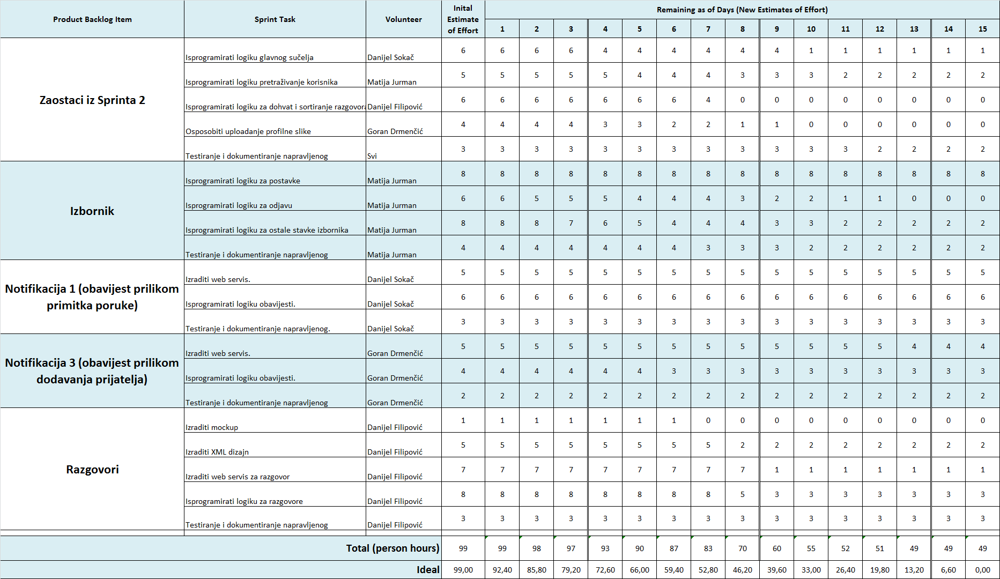 Product Backlog Item Sprint Task Volunteer Inital Estimate of Effort Remaining as of Days (New Estimates of Effort)
1 2 3 4 5 6 7 8 9 10 11 12 13 14 15
Zaostaci iz Sprinta 2
Isprogramirati logiku glavnog sučelja Danijel Sokač 6 6 6 6 4 4 4 4 4 4 1 1 1 1 1 1
Isprogramirati logiku pretraživanje korisnika Matija Jurman 5 5 5 5 5 4 4 4 3 3 3 2 2 2 2 2
Isprogramirati logiku za dohvat i sortiranje razgovora Danijel Filipović 6 6 6 6 6 6 6 4 0 0 0 0 0 0 0 0
Osposobiti uploadanje profilne slike Goran Drmenčić 4 4 4 4 3 3 2 2 1 1 0 0 0 0 0 0
Testiranje i dokumentiranje napravljenog Svi 3 3 3 3 3 3 3 3 3 3 3 3 2 2 2 2
Izbornik
Isprogramirati logiku za postavke Matija Jurman 8 8 8 8 8 8 8 8 8 8 8 8 8 8 8 8
Isprogramirati logiku za odjavu Matija Jurman 6 6 5 5 5 4 4 4 3 2 2 1 1 0 0 0
Isprogramirati logiku za ostale stavke izbornika Matija Jurman 8 8 8 7 6 5 4 4 4 3 3 2 2 2 2 2
Testiranje i dokumentiranje napravljenog Matija Jurman 4 4 4 4 4 4 4 3 3 3 2 2 2 2 2 2
Notifikacija 1 (obavijest prilikom
primitka poruke)
Izraditi web servis. Danijel Sokač 5 5 5 5 5 5 5 5 5 5 5 5 5 5 5 5
Isprogramirati logiku obavijesti. Danijel Sokač 6 6 6 6 6 6 6 6 6 6 6 6 6 6 6 6
Testiranje i dokumentiranje napravljenog. Danijel Sokač 3 3 3 3 3 3 3 3 3 3 3 3 3 3 3 3
Notifikacija 3 (obavijest prilikom
dodavanja prijatelja)
Izraditi web servis. Goran Drmenčić 5 5 5 5 5 5 5 5 5 5 5 5 5 4 4 4
Isprogramirati logiku obavijesti. Goran Drmenčić 4 4 4 4 4 4 3 3 3 3 3 3 3 3 3 3
Testiranje i dokumentiranje napravljenog Goran Drmenčić 2 2 2 2 2 2 2 2 2 2 2 2 2 2 2 2
Razgovori
Izraditi mockup Danijel Filipović 1 1 1 1 1 1 1 0 0 0 0 0 0 0 0 0
Izraditi XML dizajn Danijel Filipović 5 5 5 5 5 5 5 5 2 2 2 2 2 2 2 2
Izraditi web servis za razgovor Danijel Filipović 7 7 7 7 7 7 7 7 7 1 1 1 1 1 1 1
Isprogramirati logiku za razgovore Danijel Filipović 8 8 8 8 8 8 8 8 5 3 3 3 3 3 3 3
Testiranje i dokumentiranje napravljenog Danijel Filipović 3 3 3 3 3 3 3 3 3 3 3 3 3 3 3 3
Total (person hours) 99 99 98 97 93 90 87 83 70 60 55 52 51 49 49 49
Ideal 99,00 92,40 85,80 79,20 72,60 66,00 59,40 52,80 46,20 39,60 33,00 26,40 19,80 13,20 6,60 0,00